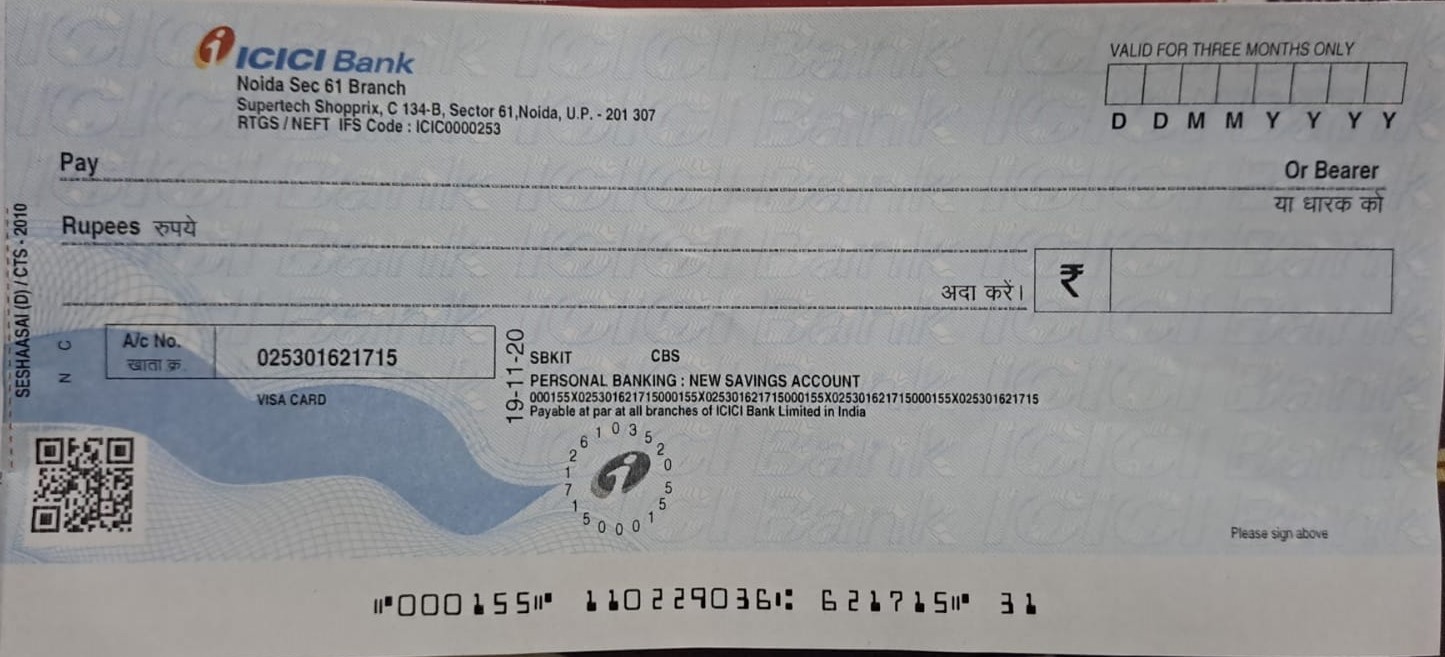 ICICI Bank
Noida Sec 61 Branch
Supertech Shopprix, C 134-B, Sector 61,Noida, U.P. - 201 307
RTGS / NEFT IFS Code : ICIC0000253
VALID FOR THREE MONTHS ONLY
D D M M Y Y Y Y
Pay
Or Bearer
या धारक को
Rupees रुपये
अदा करें।
₹
SESHAASAI (D) / CTS - 2010
N C
A/c No.
खाता क्र.
025301621715
VISA CARD
19-11-20
SBKIT CBS
PERSONAL BANKING : NEW SAVINGS ACCOUNT
000155X025301621715000155X025301621715000155X025301621715000155X025301621715
Payable at par at all branches of ICICI Bank Limited in India
0 3 5 2 0 5 5 1 0 0 0 5 1 7 1 2 6 1
Please sign above
⑈000155⑈ 110229036⑆ 621715⑈ 31